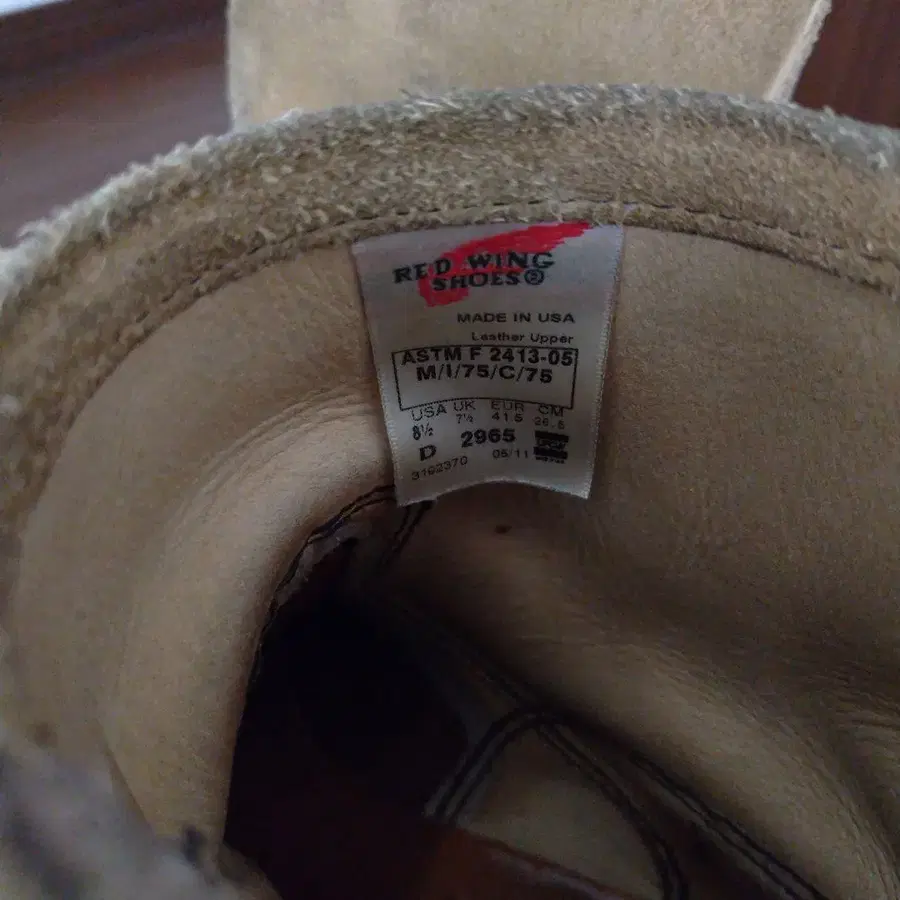 RED WING
SHOES®
MADE IN USA
Leather Upper
ASTM F 2413-05
M/I/75/C/75
USA UK EUR CM
8½ 7½ 41.5 26.5
D 2965
3192370 05/11